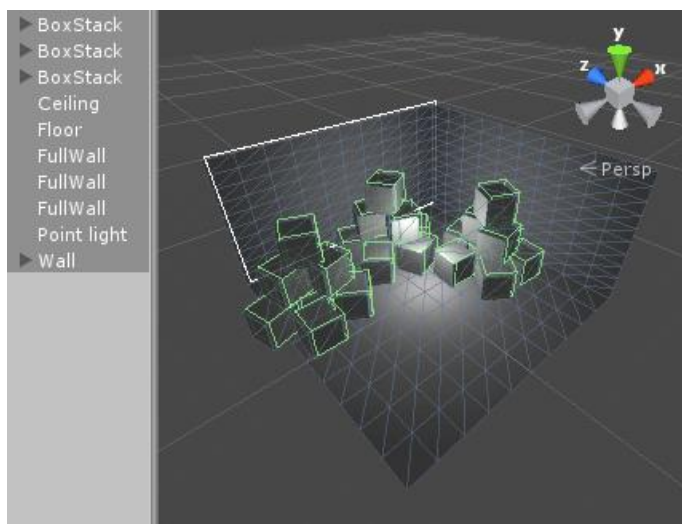 BoxStack
BoxStack
BoxStack
Ceiling
Floor
FullWall
FullWall
FullWall
Point light
Wall
y
z
x
Persp